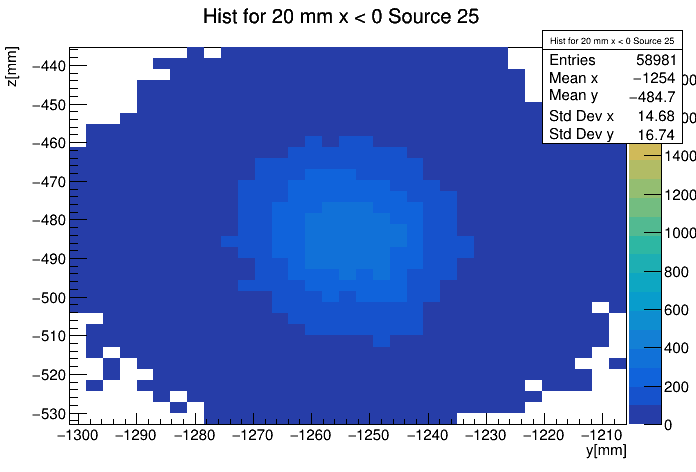 Hist for 20 mm x < 0 Source 25
z[mm]
Hist for 20 mm x < 0 Source 25
Entries 58981
Mean x −1254
Mean y −484.7
Std Dev x 14.68
Std Dev y 16.74
−440
−450
−460
−470
−480
−490
−500
−510
−520
−530
1400
1200
1000
800
600
400
200
0
−1300 −1290 −1280 −1270 −1260 −1250 −1240 −1230 −1220 −1210
y[mm]